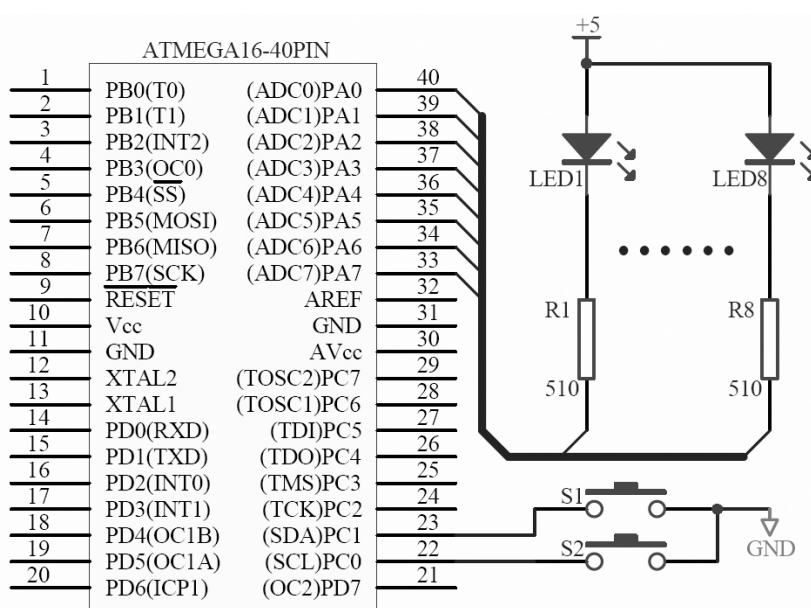 +5
ATMEGA16-40PIN
1 PB0(T0) (ADC0)PA0 40
2 PB1(T1) (ADC1)PA1 39
3 PB2(INT2) (ADC2)PA2 38
4 PB3(OC0) (ADC3)PA3 37
5 PB4(SS) (ADC4)PA4 36
6 PB5(MOSI) (ADC5)PA5 35
7 PB6(MISO) (ADC6)PA6 34
8 PB7(SCK) (ADC7)PA7 33
9 RESET AREF 32
10 Vcc GND 31
11 GND AVcc 30
12 XTAL2 (TOSC2)PC7 29
13 XTAL1 (TOSC1)PC6 28
14 PD0(RXD) (TDI)PC5 27
15 PD1(TXD) (TDO)PC4 26
16 PD2(INT0) (TMS)PC3 25
17 PD3(INT1) (TCK)PC2 24
18 PD4(OC1B) (SDA)PC1 23
19 PD5(OC1A) (SCL)PC0 22
20 PD6(ICP1) (OC2)PD7 21
LED1 LED8
R1 R8
510 510
S1
S2
GND